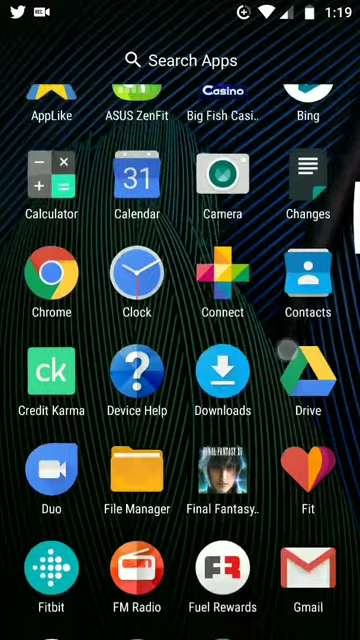 REC
1:19
Search Apps
Casino
AppLike
ASUS ZenFit
Big Fish Casi..
Bing
31
Calculator
Calendar
Camera
Changes
Chrome
Clock
Connect
Contacts
ck
Credit Karma
Device Help
Downloads
Drive
FINAL FANTASY XV
Duo
File Manager
Final Fantasy..
Fit
FR
Fitbit
FM Radio
Fuel Rewards
Gmail